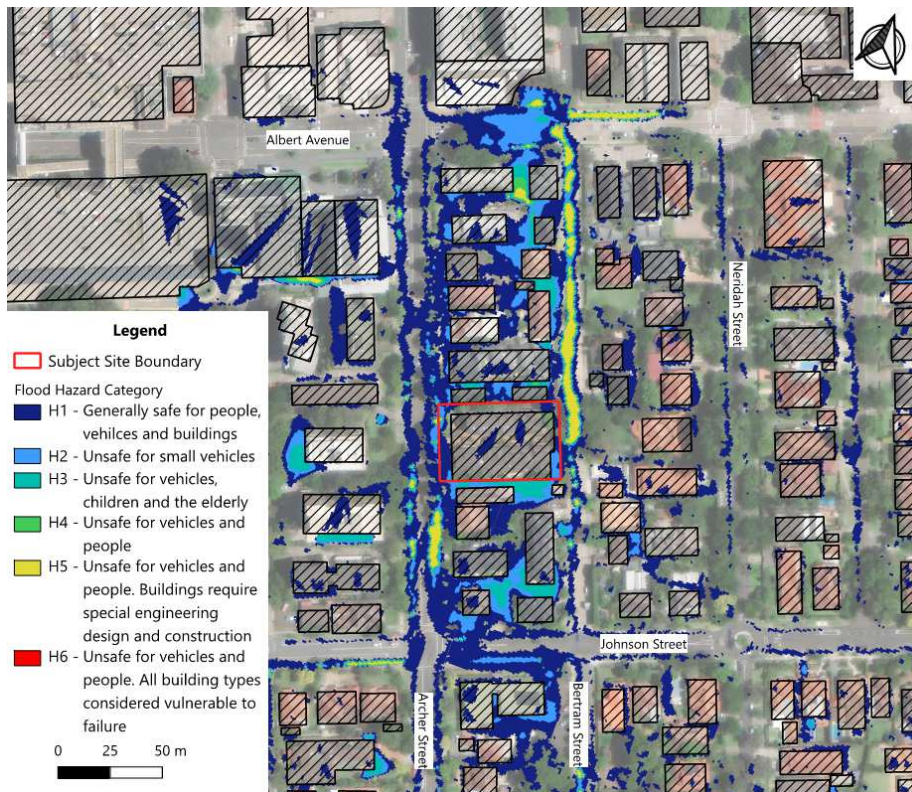 Albert Avenue
Neridah Street
Legend
Subject Site Boundary
Flood Hazard Category
H1 - Generally safe for people,
vehilces and buildings
H2 - Unsafe for small vehicles
H3 - Unsafe for vehicles,
children and the elderly
H4 - Unsafe for vehicles and
people
H5 - Unsafe for vehicles and
people. Buildings require
special engineering
design and construction
H6 - Unsafe for vehicles and
people. All building types
considered vulnerable to
failure
0 25 50 m
Johnson Street
Archer Street
Bertram Street